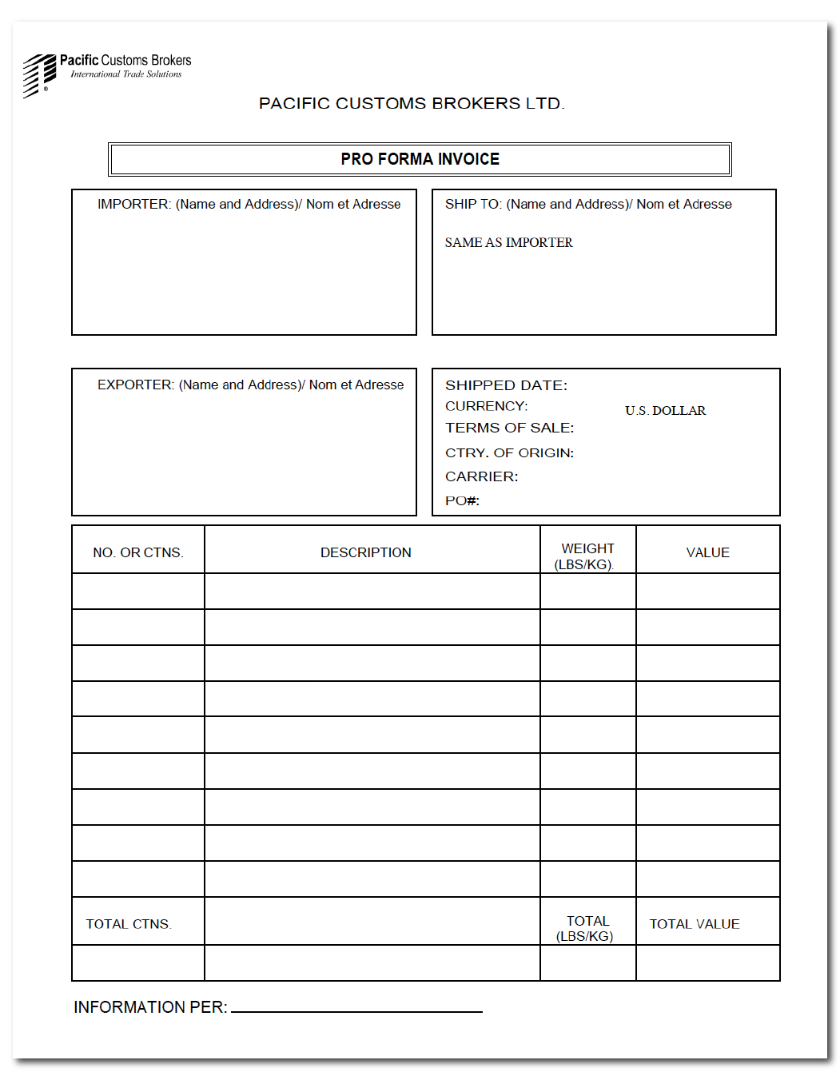 Pacific Customs Brokers
International Trade Solutions
®
PACIFIC CUSTOMS BROKERS LTD.
PRO FORMA INVOICE
IMPORTER: (Name and Address)/ Nom et Adresse
SHIP TO: (Name and Address)/ Nom et Adresse
SAME AS IMPORTER
EXPORTER: (Name and Address)/ Nom et Adresse
SHIPPED DATE:
CURRENCY: U.S. DOLLAR
TERMS OF SALE:
CTRY. OF ORIGIN:
CARRIER:
PO#:
NO. OR CTNS. DESCRIPTION WEIGHT VALUE
(LBS/KG).
TOTAL CTNS. TOTAL TOTAL VALUE
(LBS/KG)
INFORMATION PER: